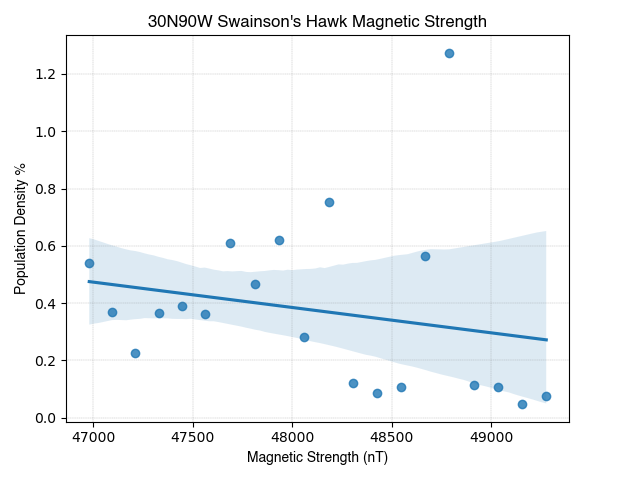 30N90W Swainson's Hawk Magnetic Strength
Population Density %
1.2
1.0
0.8
0.6
0.4
0.2
0.0
47000 47500 48000 48500 49000
Magnetic Strength (nT)